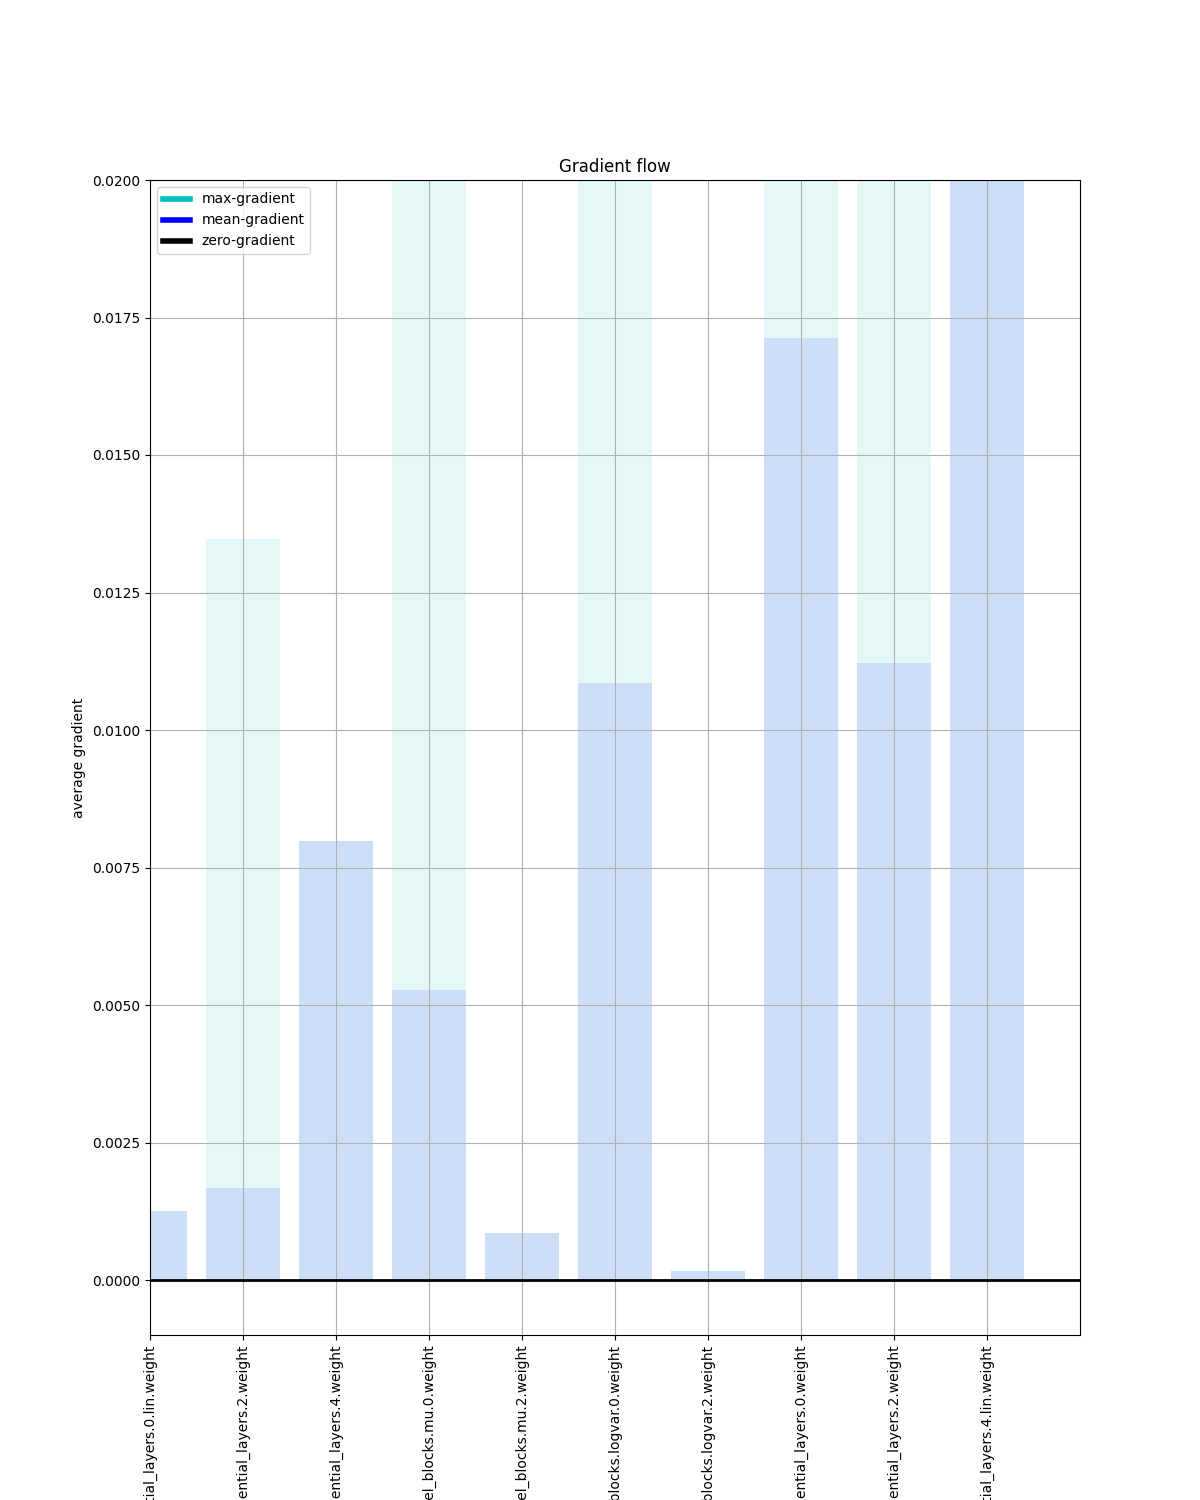 Gradient flow
max-gradient
mean-gradient
zero-gradient
0.0200
0.0175
0.0150
0.0125
0.0100
0.0075
0.0050
0.0025
0.0000
average gradient
tial_layers.0.lin.weight
ential_layers.2.weight
ential_layers.4.weight
el_blocks.mu.0.weight
el_blocks.mu.2.weight
blocks.logvar.0.weight
blocks.logvar.2.weight
ential_layers.0.weight
ential_layers.2.weight
tial_layers.4.lin.weight